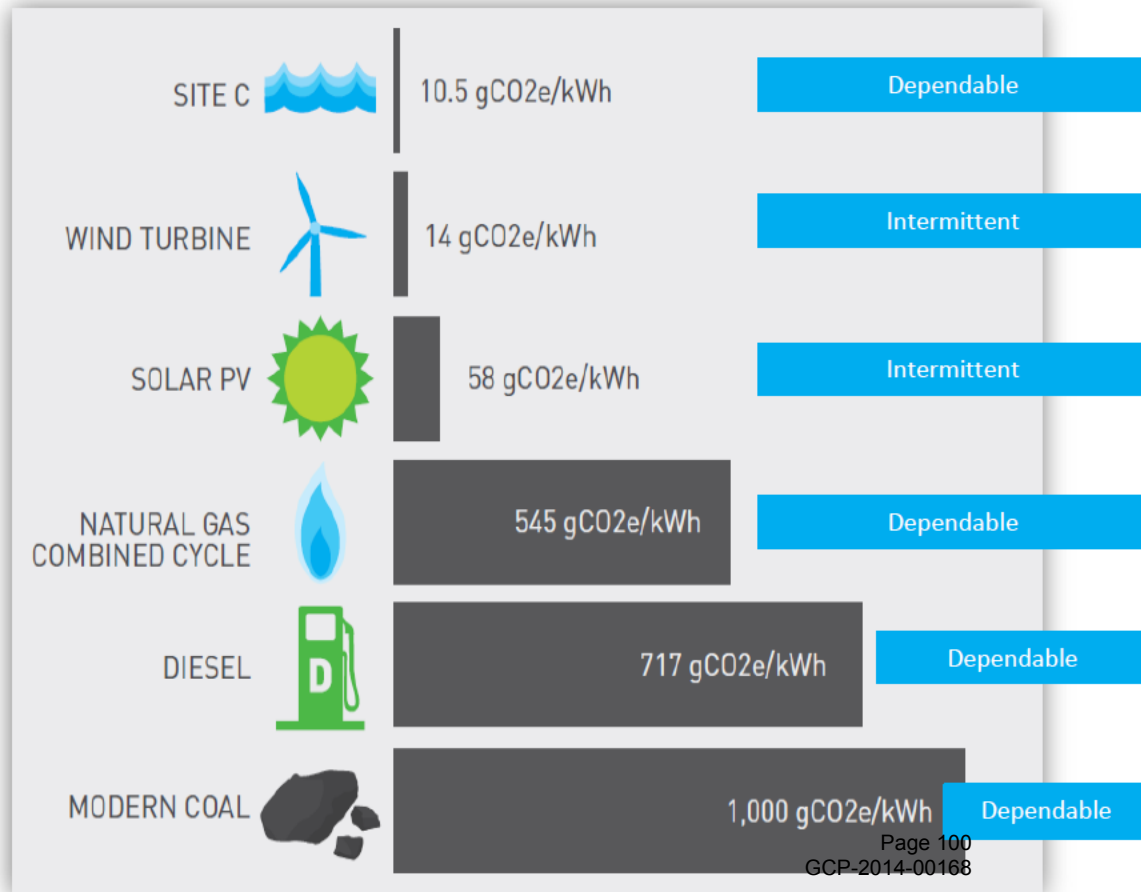 SITE C
10.5 gCO2e/kWh
Dependable
WIND TURBINE
14 gCO2e/kWh
Intermittent
SOLAR PV
58 gCO2e/kWh
Intermittent
NATURAL GAS
COMBINED CYCLE
545 gCO2e/kWh
Dependable
DIESEL
D
717 gCO2e/kWh
Dependable
MODERN COAL
1,000 gCO2e/kWh
Dependable
Page 100
GCP-2014-00168